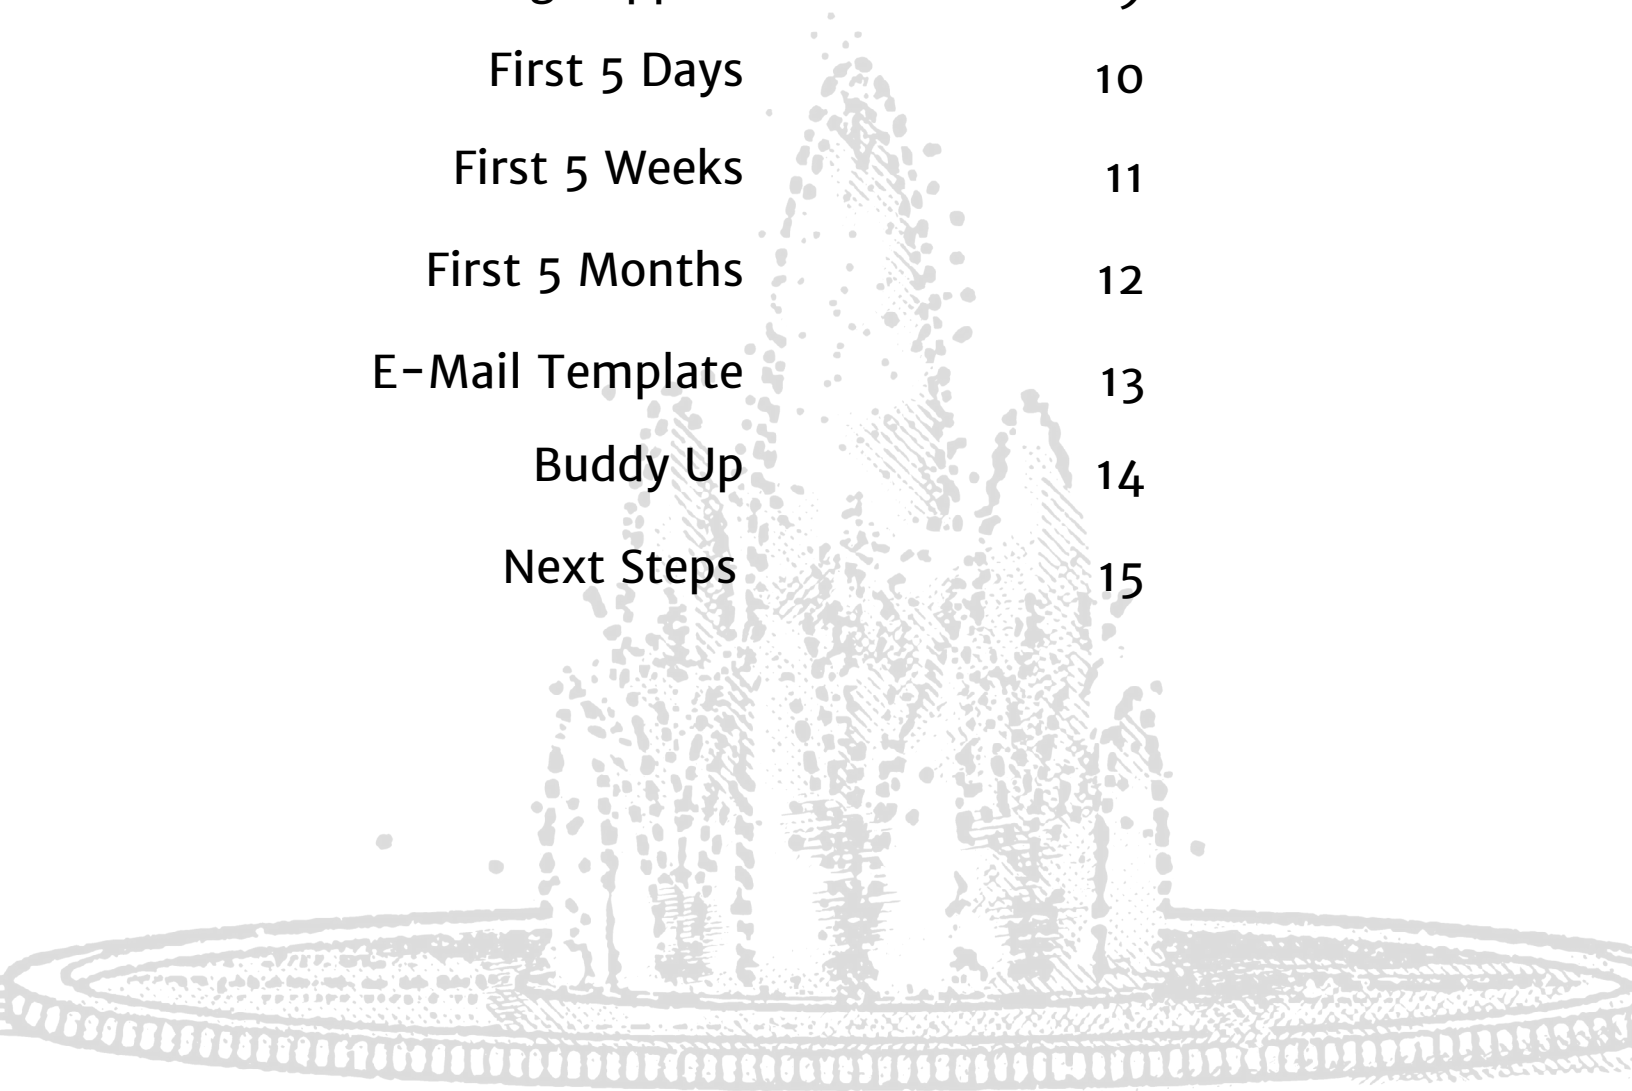 First 5 Days 10
First 5 Weeks 11
First 5 Months 12
E-Mail Template 13
Buddy Up 14
Next Steps 15